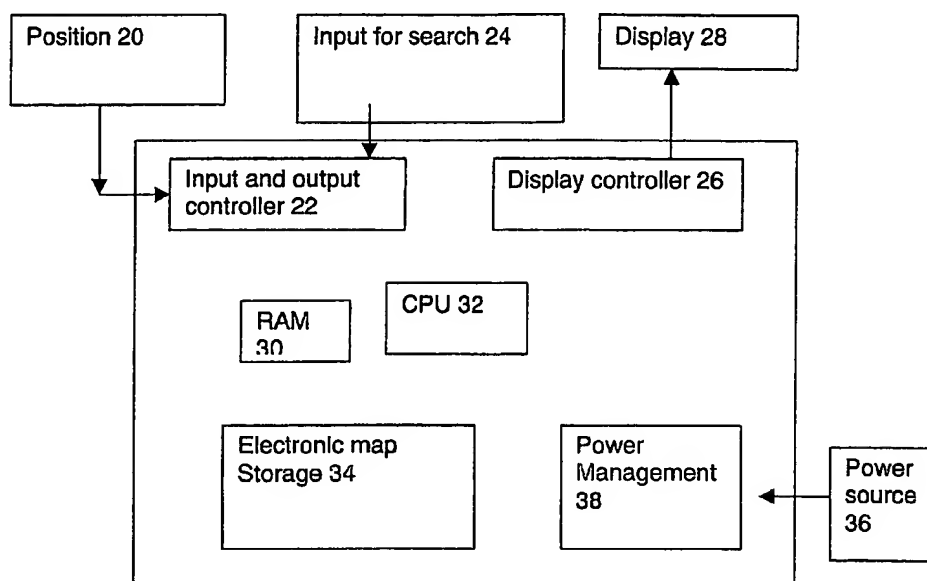 Position 20
Input for search 24
Display 28
Input and output
controller 22
Display controller 26
RAM
30
CPU 32
Electronic map
Storage 34
Power
Management
38
Power
source
36